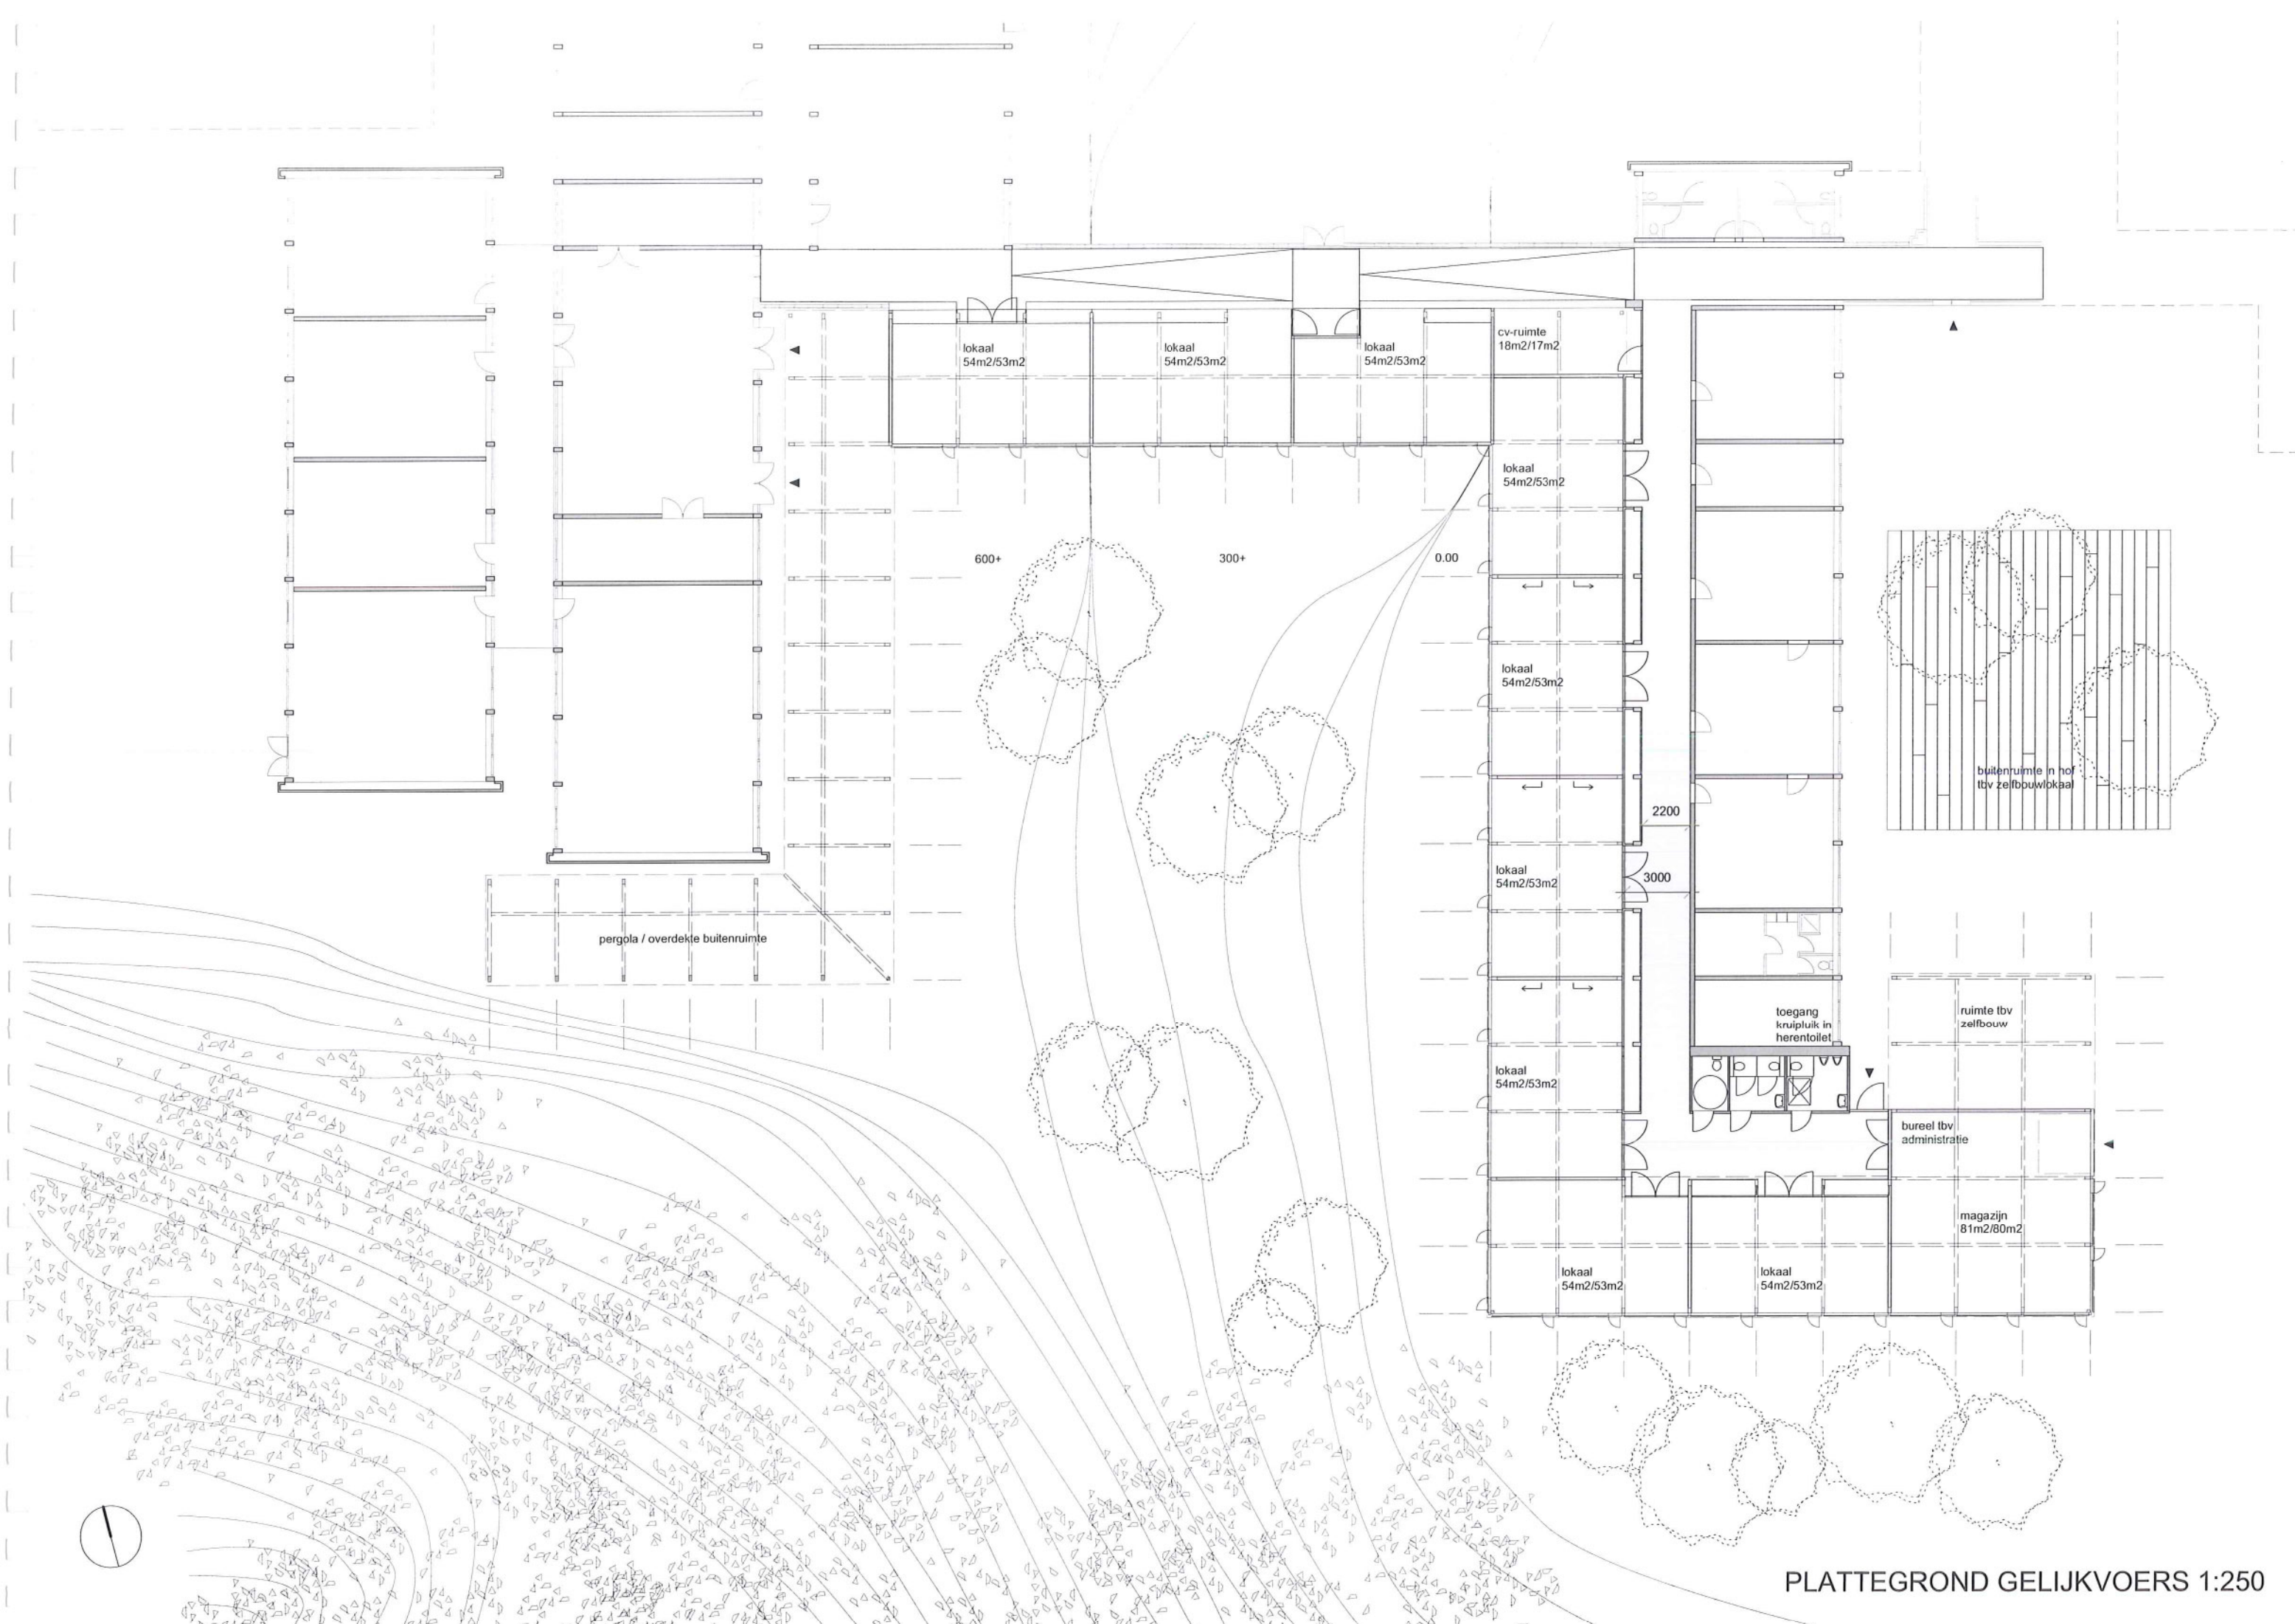 lokaal
54m2/53m2
lokaal
54m2/53m2
lokaal
54m2/53m2
cv-ruimte
18m2/17m2
lokaal
54m2/53m2
600+
300+
0.00
lokaal
54m2/53m2
buitenruimte in hof
tbv zelfbouwlokaal
2200
lokaal
54m2/53m2
3000
pergola / overdekte buitenruimte
toegang
kruipluik in
herentoilet
ruimte tbv
zelfbouw
lokaal
54m2/53m2
bureel tbv
administratie
magazijn
81m2/80m2
lokaal
54m2/53m2
lokaal
54m2/53m2
PLATTEGROND GELIJKVOERS 1:250